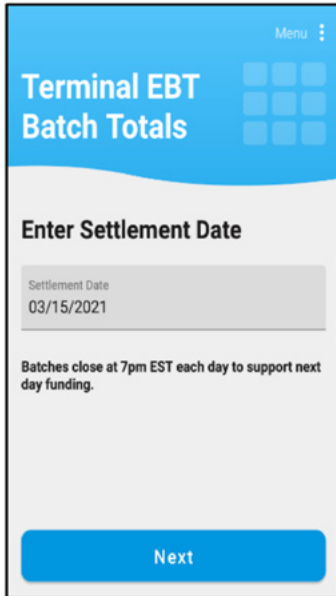 Menu
Terminal EBT
Batch Totals
Enter Settlement Date
Settlement Date
03/15/2021
Batches close at 7pm EST each day to support next
day funding.
Next